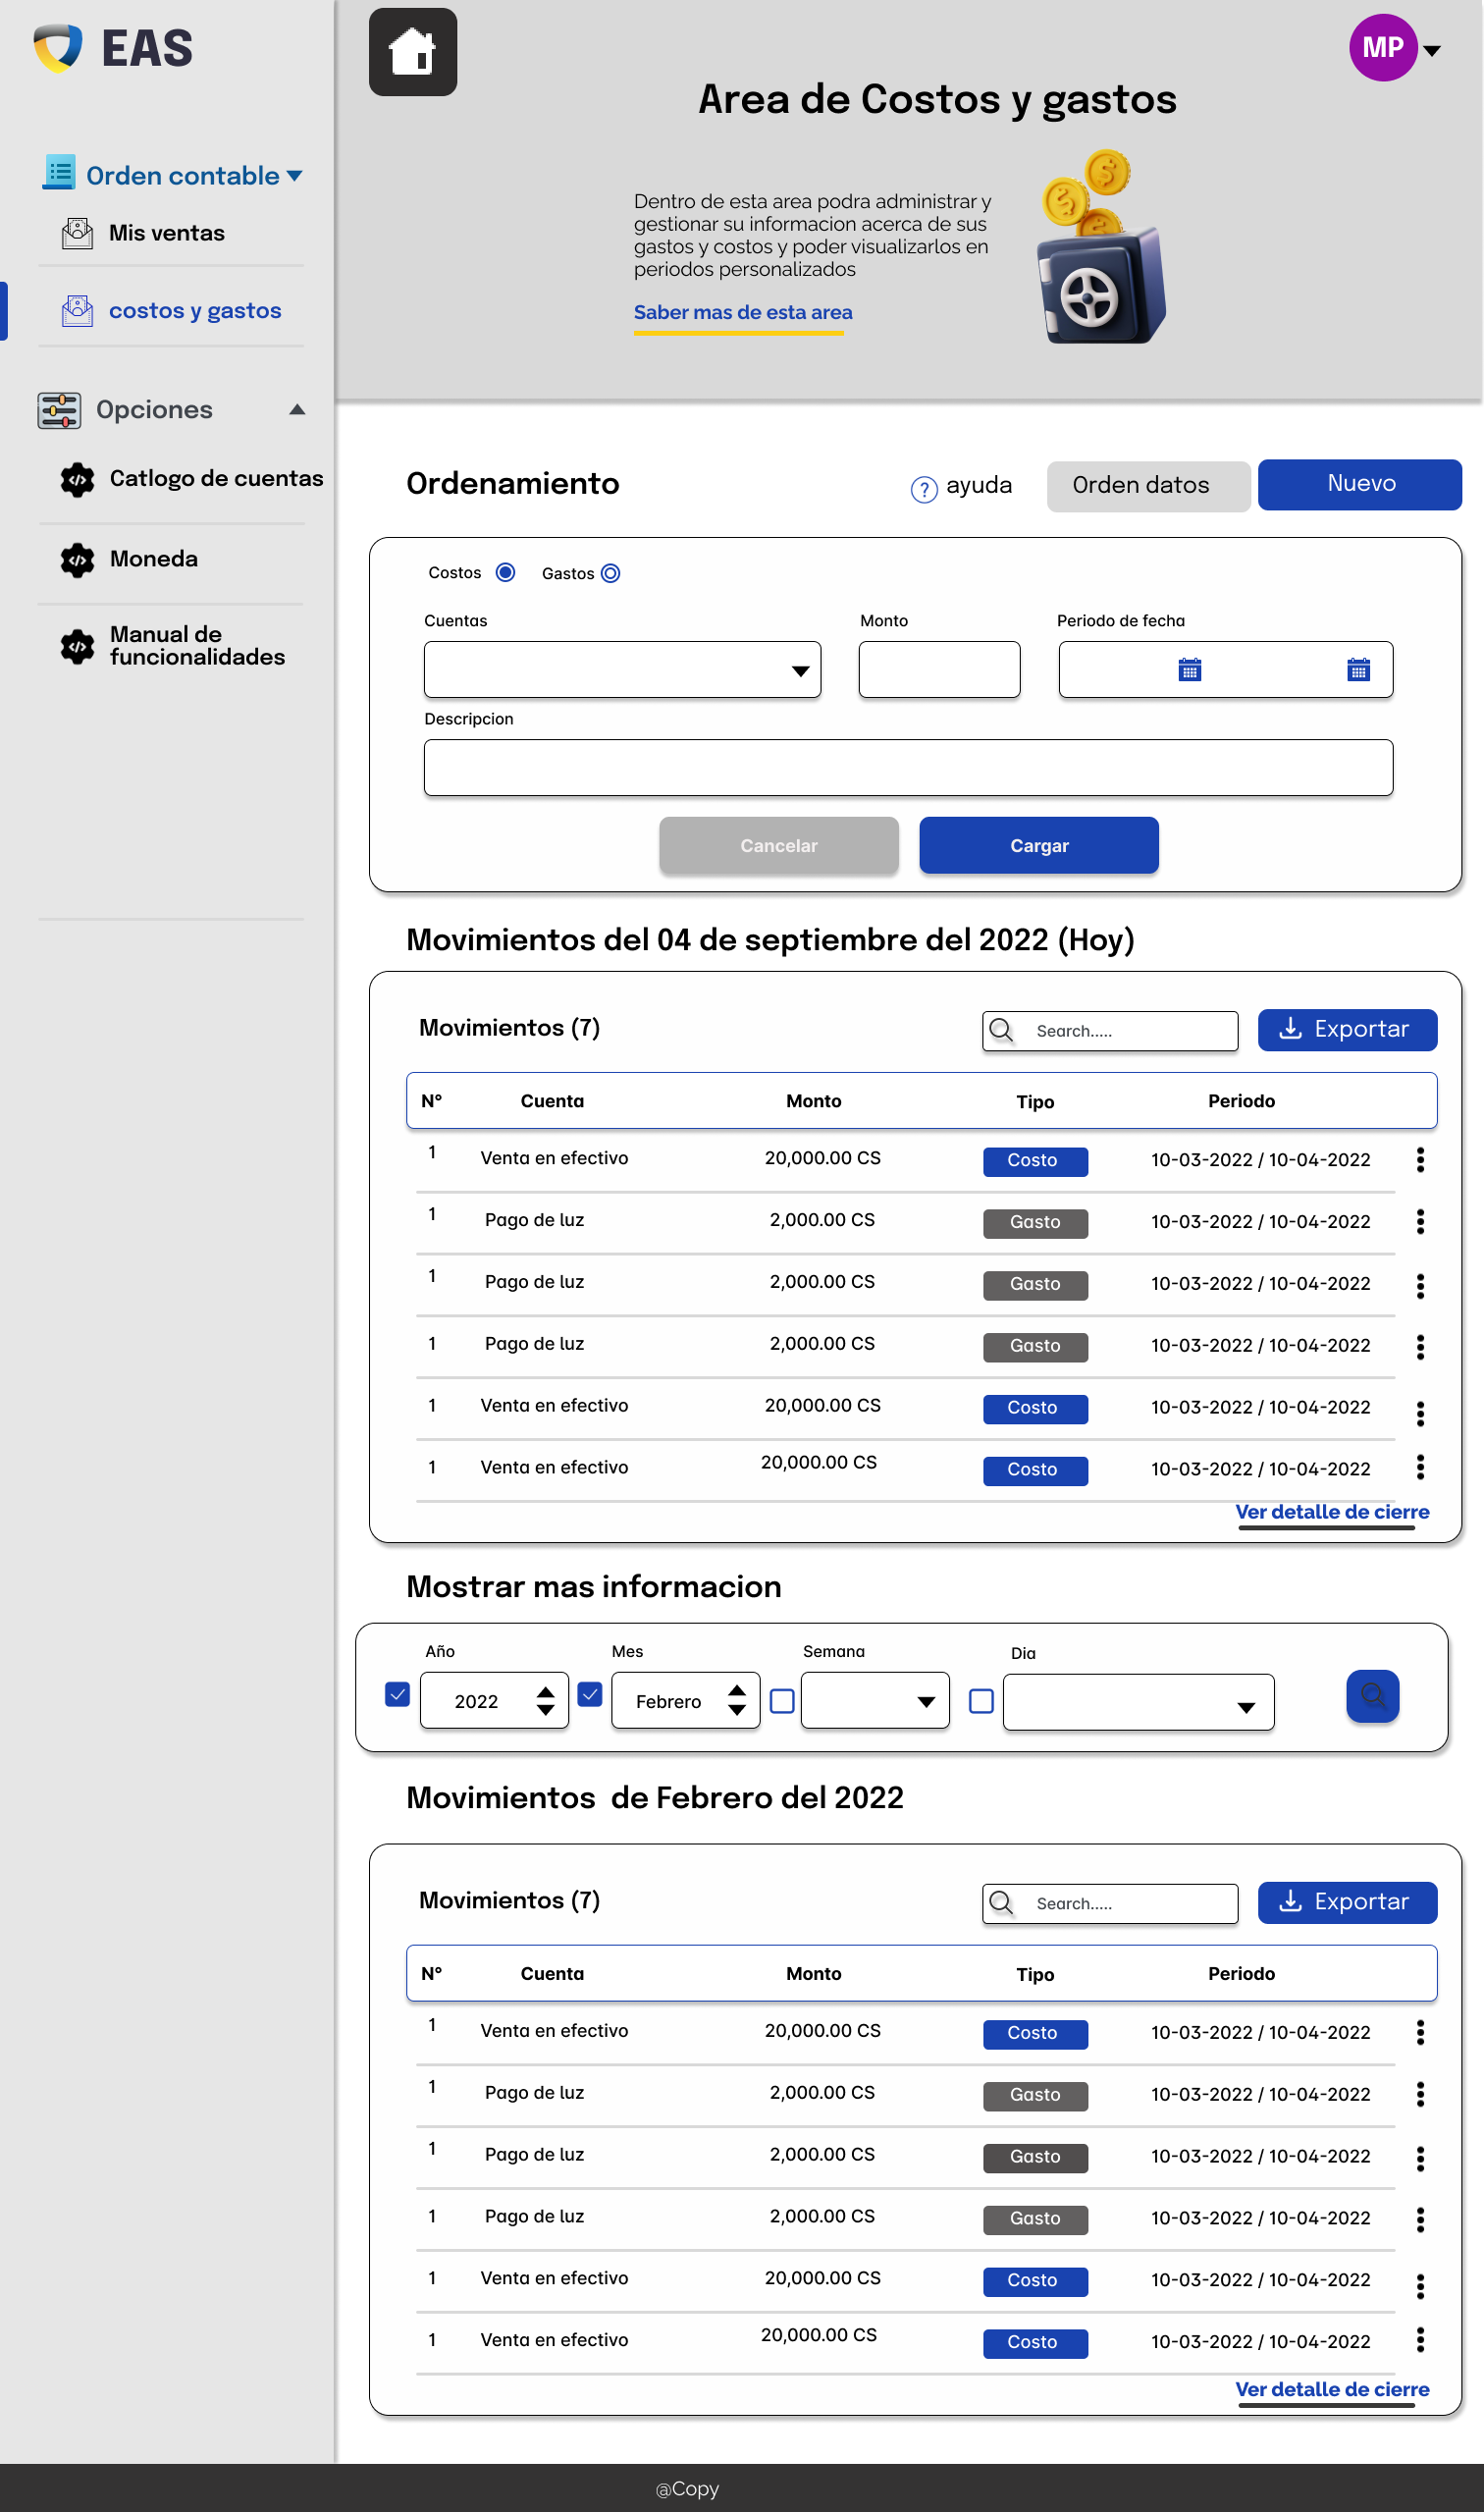 EAS
MP
Area de Costos y gastos
Orden contable
Mis ventas
costos y gastos
Opciones
Catlogo de cuentas
Moneda
Manual de
funcionalidades
Dentro de esta area podra administrar y
gestionar su informacion acerca de sus
gastos y costos y poder visualizarlos en
periodos personalizados
Saber mas de esta area
Ordenamiento
? ayuda
Orden datos
Nuevo
Costos Gastos
Cuentas Monto Periodo de fecha
Descripcion
Cancelar Cargar
Movimientos del 04 de septiembre del 2022 (Hoy)
Movimientos (7) Search..... Exportar
N° Cuenta Monto Tipo Periodo
1 Venta en efectivo 20,000.00 CS Costo 10-03-2022 / 10-04-2022
1 Pago de luz 2,000.00 CS Gasto 10-03-2022 / 10-04-2022
1 Pago de luz 2,000.00 CS Gasto 10-03-2022 / 10-04-2022
1 Pago de luz 2,000.00 CS Gasto 10-03-2022 / 10-04-2022
1 Venta en efectivo 20,000.00 CS Costo 10-03-2022 / 10-04-2022
1 Venta en efectivo 20,000.00 CS Costo 10-03-2022 / 10-04-2022
Ver detalle de cierre
Mostrar mas informacion
Año Mes Semana Dia
2022 Febrero
Movimientos  de Febrero del 2022
Movimientos (7) Search..... Exportar
N° Cuenta Monto Tipo Periodo
1 Venta en efectivo 20,000.00 CS Costo 10-03-2022 / 10-04-2022
1 Pago de luz 2,000.00 CS Gasto 10-03-2022 / 10-04-2022
1 Pago de luz 2,000.00 CS Gasto 10-03-2022 / 10-04-2022
1 Pago de luz 2,000.00 CS Gasto 10-03-2022 / 10-04-2022
1 Venta en efectivo 20,000.00 CS Costo 10-03-2022 / 10-04-2022
1 Venta en efectivo 20,000.00 CS Costo 10-03-2022 / 10-04-2022
Ver detalle de cierre
@Copy